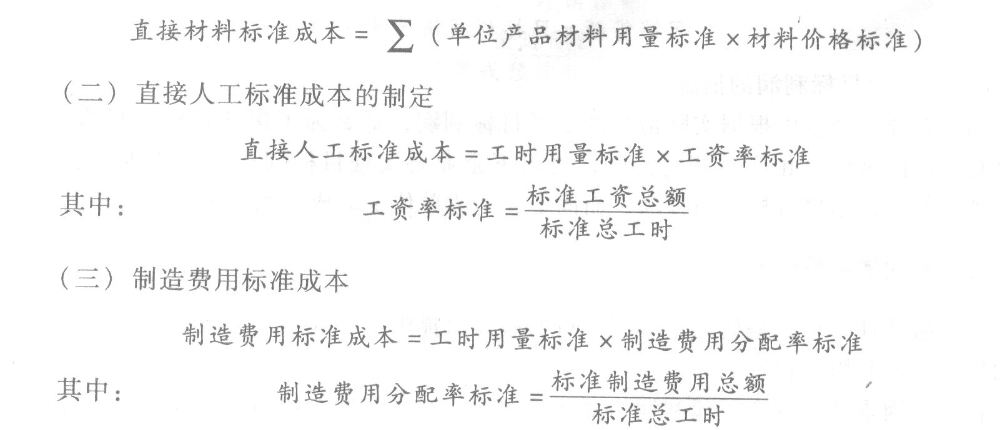 直接材料标准成本 = ∑ (单位产品材料用量标准 × 材料价格标准)
(二) 直接人工标准成本的制定
直接人工标准成本 = 工时用量标准 × 工资率标准
其中: 工资率标准 = 标准工资总额
标准总工时
(三) 制造费用标准成本
制造费用标准成本 = 工时用量标准 × 制造费用分配率标准
其中: 制造费用分配率标准 = 标准制造费用总额
标准总工时